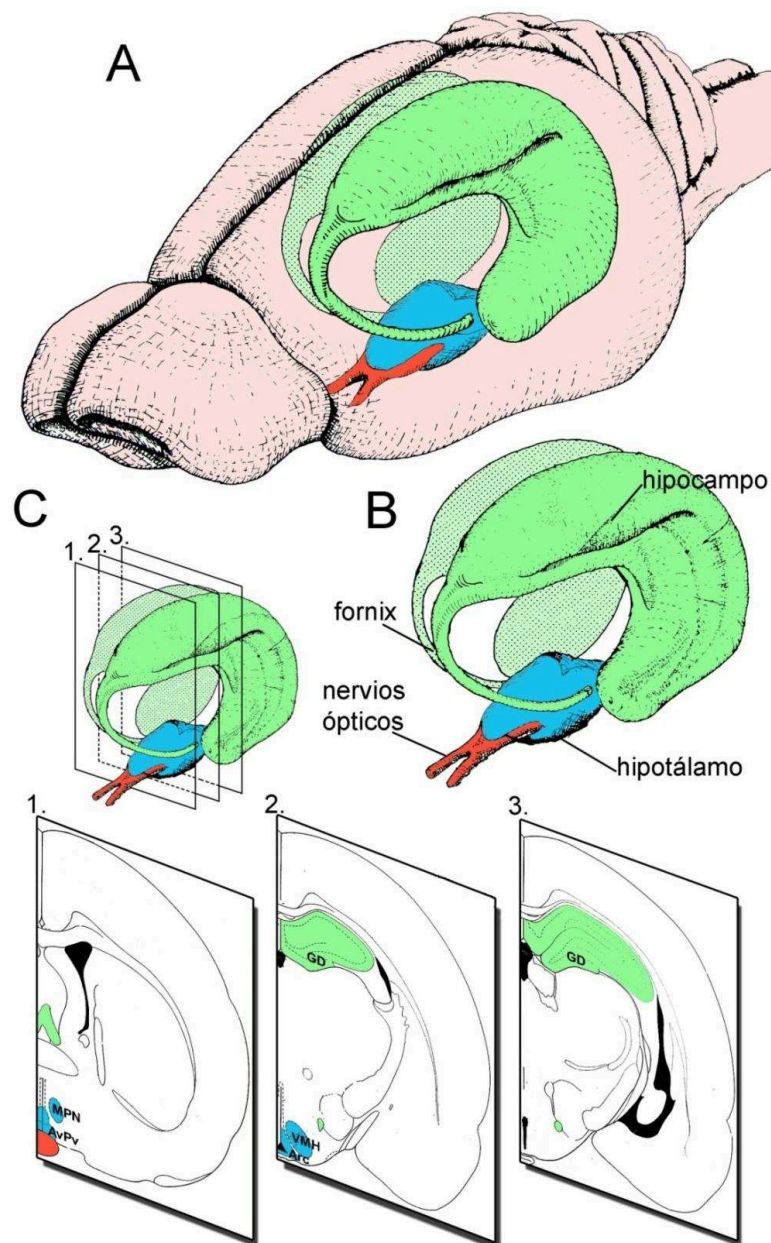 A
C
B
1. 2. 3.
hipocampo
fornix
nervios
ópticos
hipotálamo
1.
2.
3.
GD
GD
MPN
AvPv
VMH
Arc